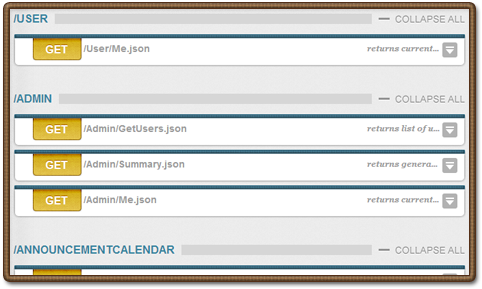 /USER — COLLAPSE ALL
GET /User/Me.json returns current...
/ADMIN — COLLAPSE ALL
GET /Admin/GetUsers.json returns list of u...
GET /Admin/Summary.json returns genera...
GET /Admin/Me.json returns current...
/ANNOUNCEMENTCALENDAR — COLLAPSE ALL